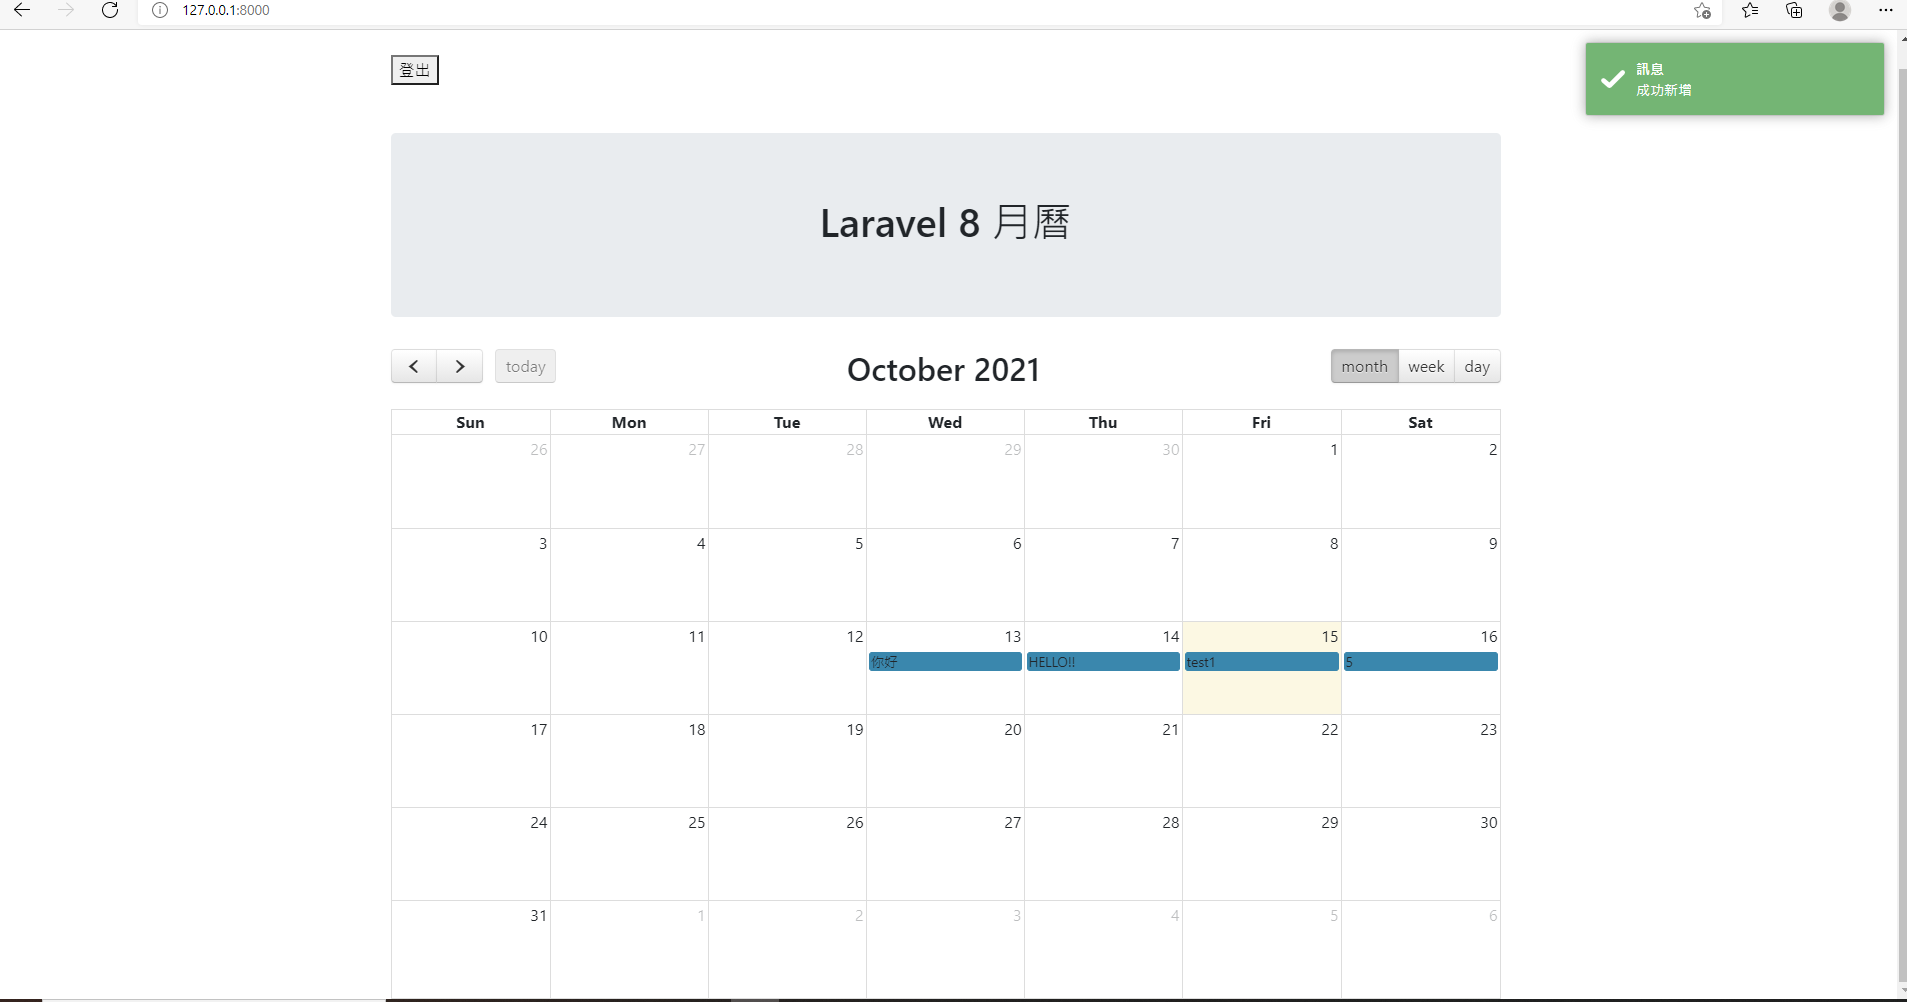 127.0.0.1:8000
登出
訊息
成功新增
Laravel 8 月曆
today
October 2021
month week day
Sun Mon Tue Wed Thu Fri Sat
26 27 28 29 30 1 2
3 4 5 6 7 8 9
10 11 12 13 14 15 16
你好 HELLO!! test1 5
17 18 19 20 21 22 23
24 25 26 27 28 29 30
31 1 2 3 4 5 6